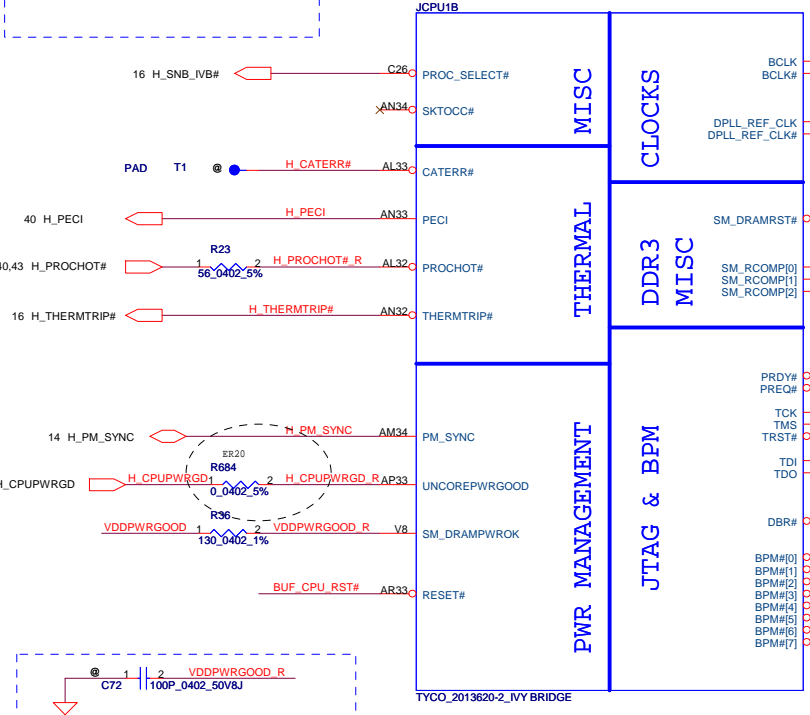 JCPU1B
16 H_SNB_IVB#
C26
PROC_SELECT#
AN34
SKTOCC#
MISC
PAD T1 @
H_CATERR#
AL33
CATERR#
40 H_PECI
H_PECI
AN33
PECI
40,43 H_PROCHOT#
R23
1 2
56_0402_5%
H_PROCHOT#_R
AL32
PROCHOT#
16 H_THERMTRIP#
H_THERMTRIP#
AN32
THERMTRIP#
THERMAL
14 H_PM_SYNC
H_PM_SYNC
AM34
PM_SYNC
ER20
R684
H_CPUPWRGD
H_CPUPWRGD
1 2
0_0402_5%
H_CPUPWRGD_R
AP33
UNCOREPWRGOOD
R36
VDDPWRGOOD
1 2
130_0402_1%
VDDPWRGOOD_R
V8
SM_DRAMPWROK
BUF_CPU_RST#
AR33
RESET#
PWR MANAGEMENT
CLOCKS
BCLK
BCLK#
DPLL_REF_CLK
DPLL_REF_CLK#
DDR3
MISC
SM_DRAMRST#
SM_RCOMP[0]
SM_RCOMP[1]
SM_RCOMP[2]
JTAG & BPM
PRDY#
PREQ#
TCK
TMS
TRST#
TDI
TDO
DBR#
BPM#[0]
BPM#[1]
BPM#[2]
BPM#[3]
BPM#[4]
BPM#[5]
BPM#[6]
BPM#[7]
@ 1 2 VDDPWRGOOD_R
C72 100P_0402_50V8J
TYCO_2013620-2_IVY BRIDGE